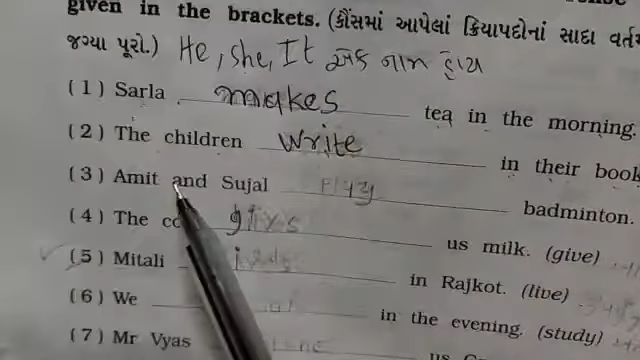 given in the brackets. (કૌંસમાં આપેલાં ક્રિયાપદોનાં સાદા વર્ત
જગ્યા પૂરો.) He, She, It એક નામ હોય
(1) Sarla makes tea in the morning.
(2) The children write in their book
(3) Amit and Sujal play badminton.
(4) The co us milk. (give)
(5) Mitali in Rajkot. (live)
(6) We in the evening. (study)
(7) Mr Vyas us